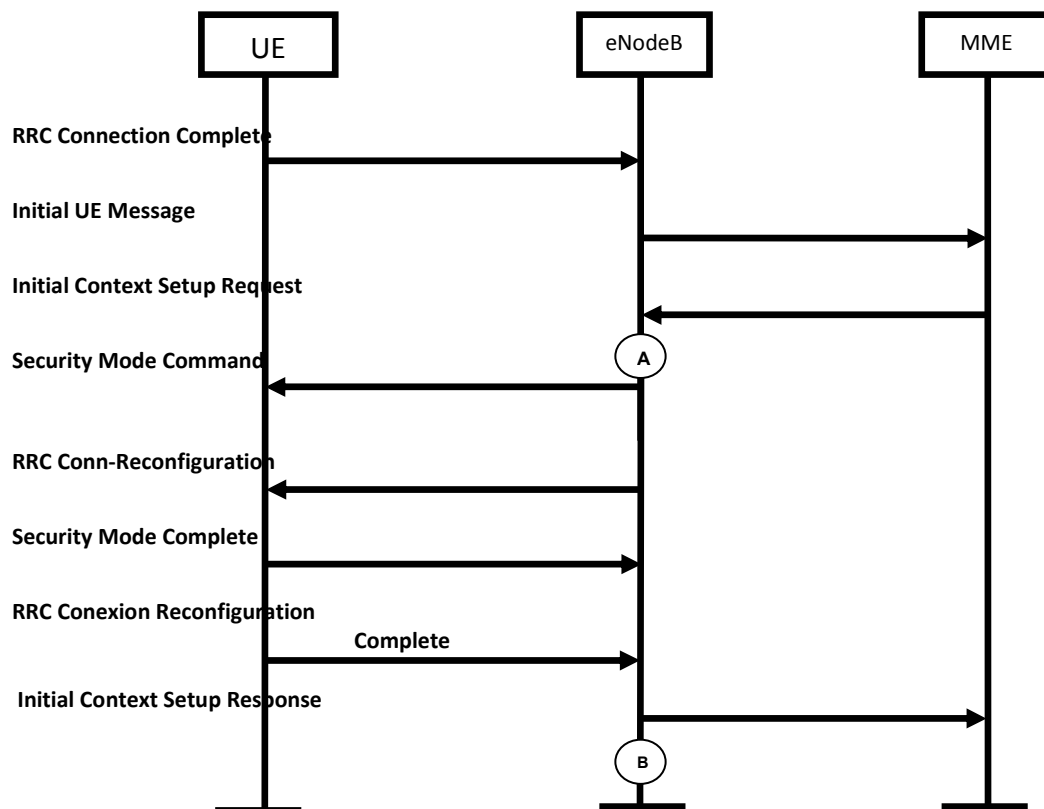 UE
eNodeB
MME
RRC Connection Complete
Initial UE Message
Initial Context Setup Request
A
Security Mode Command
RRC Conn-Reconfiguration
Security Mode Complete
RRC Conexion Reconfiguration
Complete
Initial Context Setup Response
B